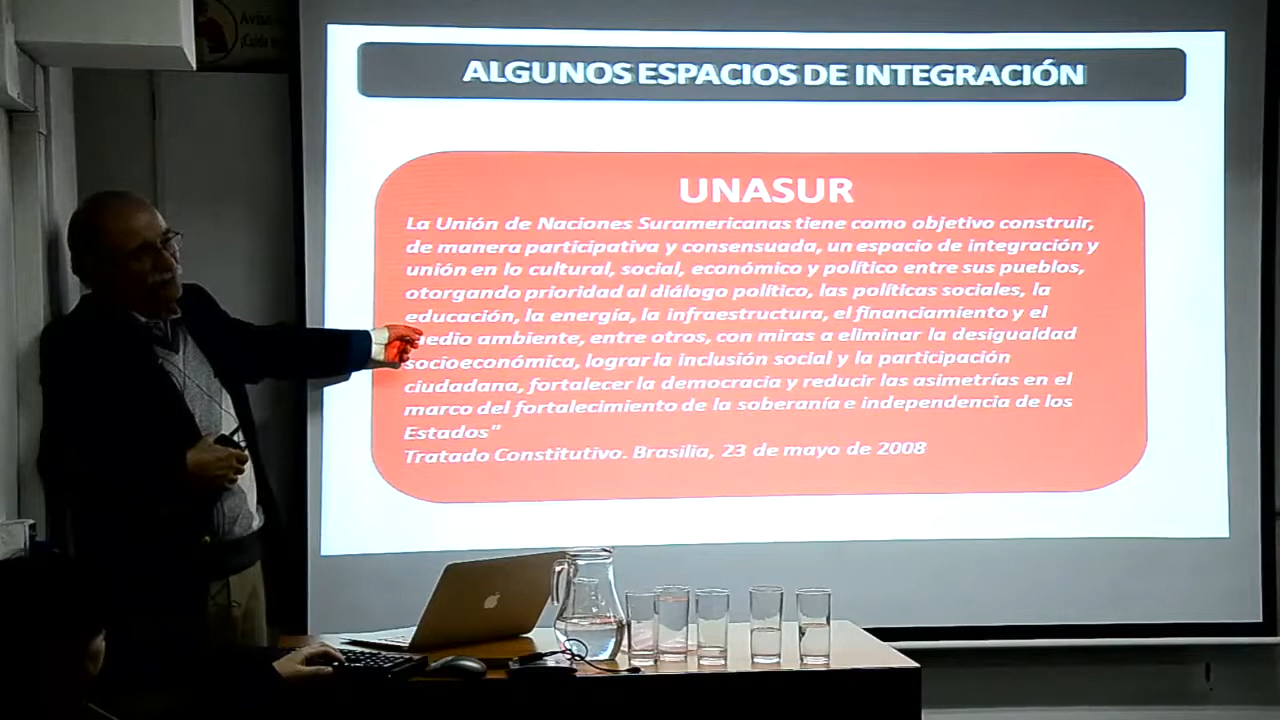 Aviso
¡Cuida
ALGUNOS ESPACIOS DE INTEGRACIÓN
UNASUR
La Unión de Naciones Suramericanas tiene como objetivo construir,
de manera participativa y consensuada, un espacio de integración y
unión en lo cultural, social, económico y político entre sus pueblos,
otorgando prioridad al diálogo político, las políticas sociales, la
educación, la energía, la infraestructura, el financiamiento y el
medio ambiente, entre otros, con miras a eliminar la desigualdad
socioeconómica, lograr la inclusión social y la participación
ciudadana, fortalecer la democracia y reducir las asimetrías en el
marco del fortalecimiento de la soberanía e independencia de los
Estados"
Tratado Constitutivo. Brasilia, 23 de mayo de 2008